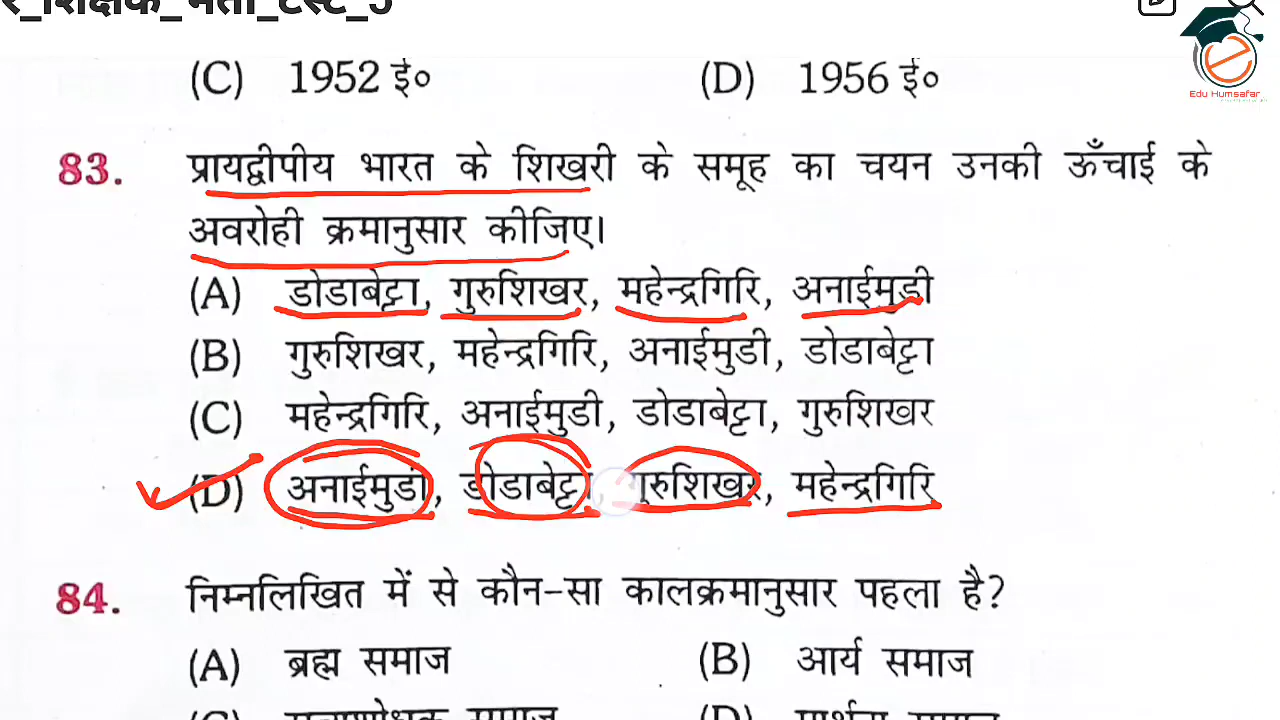 (C) 1952 ई० (D) 1956 ई०
Edu Humsafar
83. प्रायद्वीपीय भारत के शिखरी के समूह का चयन उनकी ऊँचाई के
अवरोही क्रमानुसार कीजिए।
(A) डोडाबेट्टा, गुरुशिखर, महेन्द्रगिरि, अनाईमुडी
(B) गुरुशिखर, महेन्द्रगिरि, अनाईमुडी, डोडाबेट्टा
(C) महेन्द्रगिरि, अनाईमुडी, डोडाबेट्टा, गुरुशिखर
(D) अनाईमुडी, डोडाबेट्टा, गुरुशिखर, महेन्द्रगिरि
84. निम्नलिखित में से कौन-सा कालक्रमानुसार पहला है?
(A) ब्रह्म समाज (B) आर्य समाज